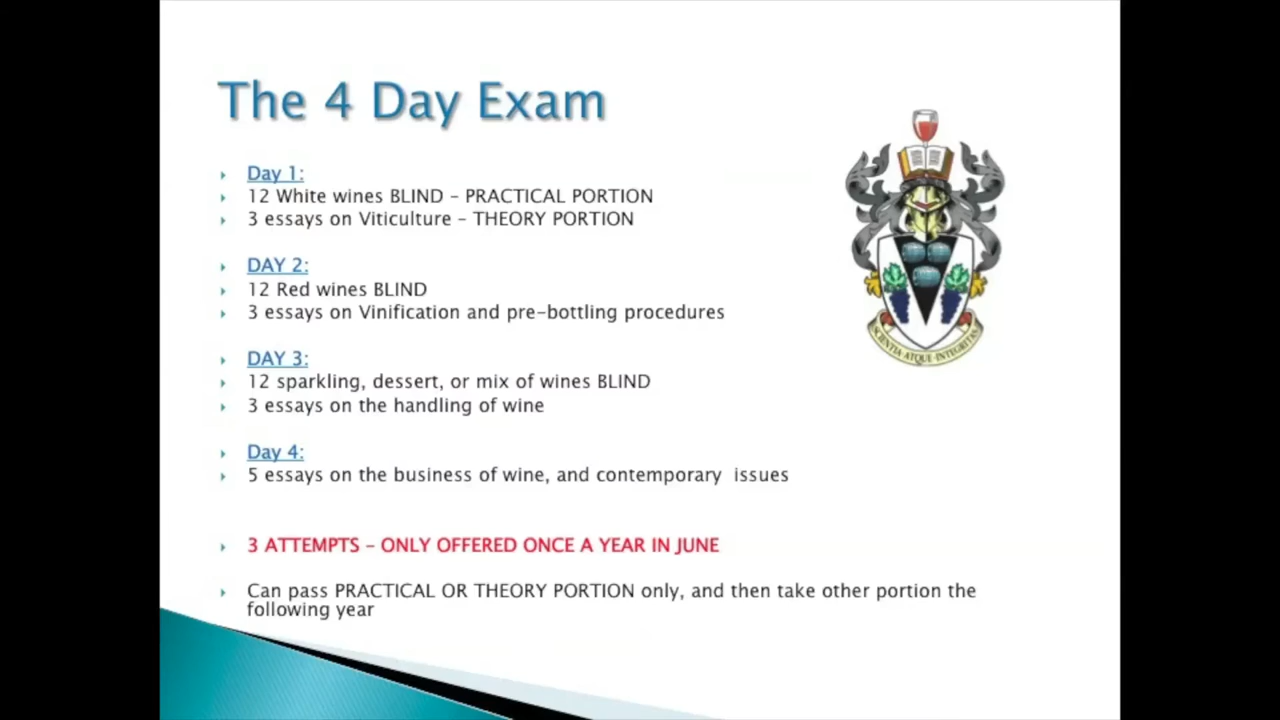 The 4 Day Exam
Day 1:
12 White wines BLIND – PRACTICAL PORTION
3 essays on Viticulture – THEORY PORTION
DAY 2:
12 Red wines BLIND
3 essays on Vinification and pre-bottling procedures
DAY 3:
12 sparkling, dessert, or mix of wines BLIND
3 essays on the handling of wine
Day 4:
5 essays on the business of wine, and contemporary  issues
3 ATTEMPTS – ONLY OFFERED ONCE A YEAR IN JUNE
Can pass PRACTICAL OR THEORY PORTION only, and then take other portion the
following year
SCIENTIA·ATQUE·INTEGRITAS